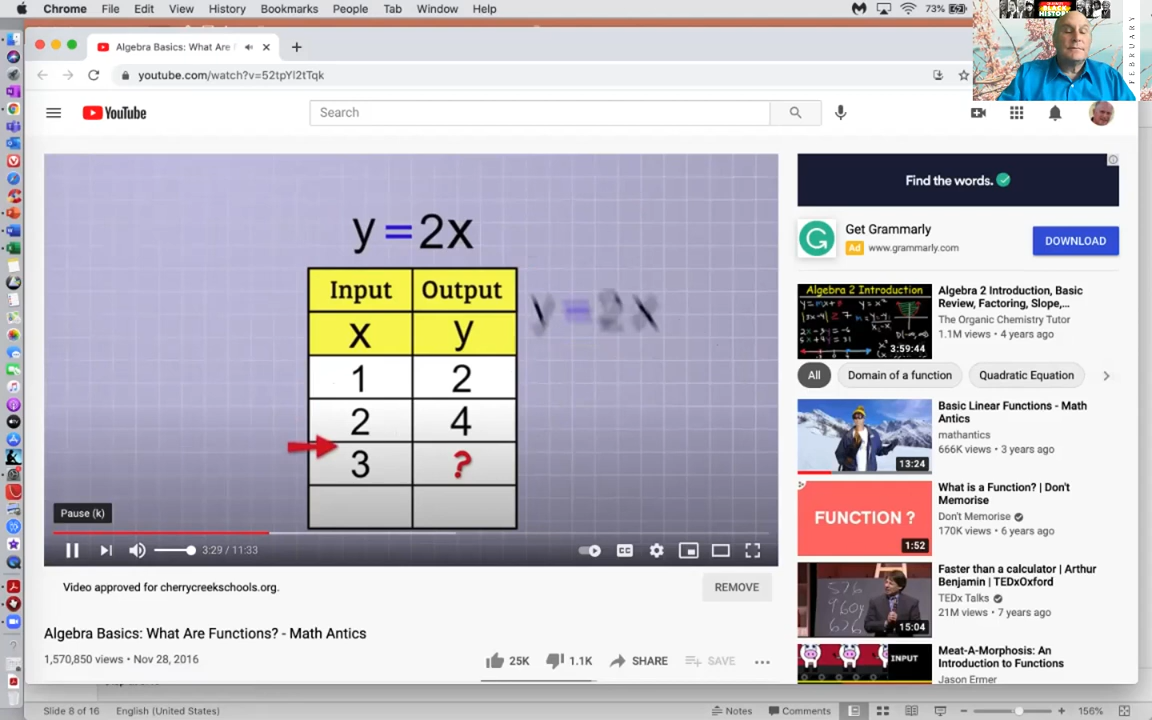 Chrome File Edit View History Bookmarks People Tab Window Help 73%
Algebra Basics: What Are
youtube.com/watch?v=52tpYl2tTqk
YouTube
Search
y=2x
Input Output
x y
1 2
2 4
3 ?
y=2x
Pause (k)
3:29 / 11:33
CC
Video approved for cherrycreekschools.org.
REMOVE
Algebra Basics: What Are Functions? - Math Antics
1,570,850 views • Nov 28, 2016
25K 1.1K SHARE SAVE
Find the words.
Get Grammarly
Ad www.grammarly.com
DOWNLOAD
Algebra 2 Introduction
3:59:44
Algebra 2 Introduction, Basic
Review, Factoring, Slope,...
The Organic Chemistry Tutor
1.1M views • 4 years ago
All Domain of a function Quadratic Equation
13:24
Basic Linear Functions - Math
Antics
mathantics
666K views • 3 years ago
FUNCTION ?
1:52
What is a Function? | Don't
Memorise
Don't Memorise
170K views • 6 years ago
576
15:04
Faster than a calculator | Arthur
Benjamin | TEDxOxford
TEDx Talks
21M views • 7 years ago
INPUT
Meat-A-Morphosis: An
Introduction to Functions
Jason Ermer
BLACK
HISTORY
FEBRUARY
Slide 8 of 16 English (United States) Notes Comments 156%